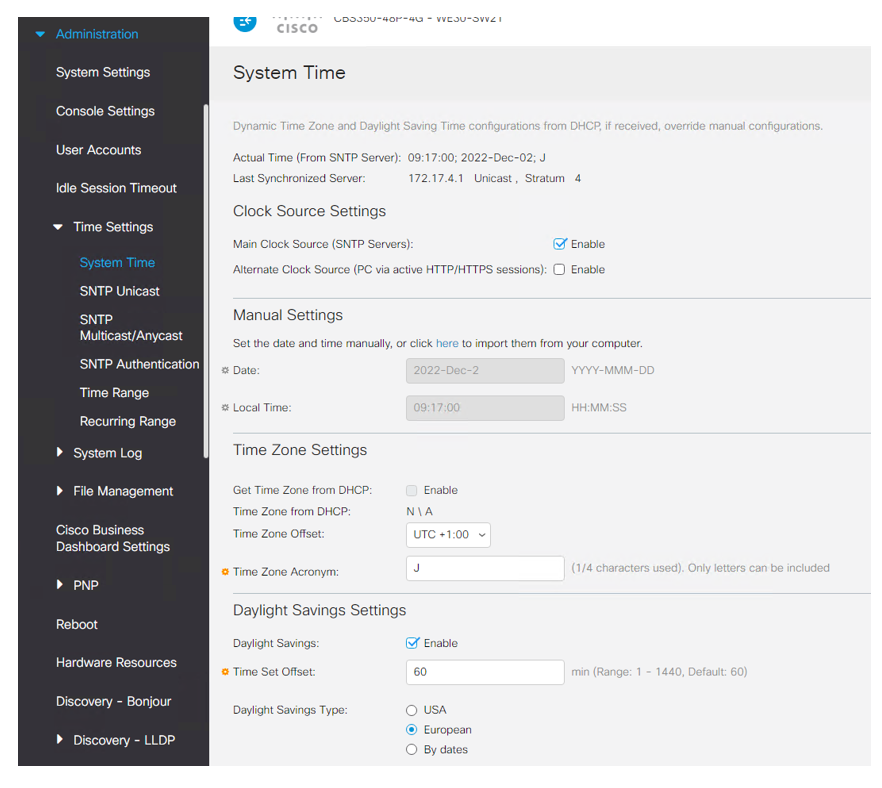 Administration
System Settings
Console Settings
User Accounts
Idle Session Timeout
Time Settings
System Time
SNTP Unicast
SNTP
Multicast/Anycast
SNTP Authentication
Time Range
Recurring Range
System Log
File Management
Cisco Business
Dashboard Settings
PNP
Reboot
Hardware Resources
Discovery - Bonjour
Discovery - LLDP
CISCO
CBS350-48P-4G - WE30-SW21
System Time
Dynamic Time Zone and Daylight Saving Time configurations from DHCP, if received, override manual configurations.
Actual Time (From SNTP Server): 09:17:00; 2022-Dec-02; J
Last Synchronized Server: 172.17.4.1 Unicast , Stratum 4
Clock Source Settings
Main Clock Source (SNTP Servers): Enable
Alternate Clock Source (PC via active HTTP/HTTPS sessions): Enable
Manual Settings
Set the date and time manually, or click here to import them from your computer.
Date: 2022-Dec-2 YYYY-MMM-DD
Local Time: 09:17:00 HH:MM:SS
Time Zone Settings
Get Time Zone from DHCP: Enable
Time Zone from DHCP: N \ A
Time Zone Offset: UTC +1:00
Time Zone Acronym: J (1/4 characters used). Only letters can be included
Daylight Savings Settings
Daylight Savings: Enable
Time Set Offset: 60 min (Range: 1 - 1440, Default: 60)
Daylight Savings Type: USA
European
By dates